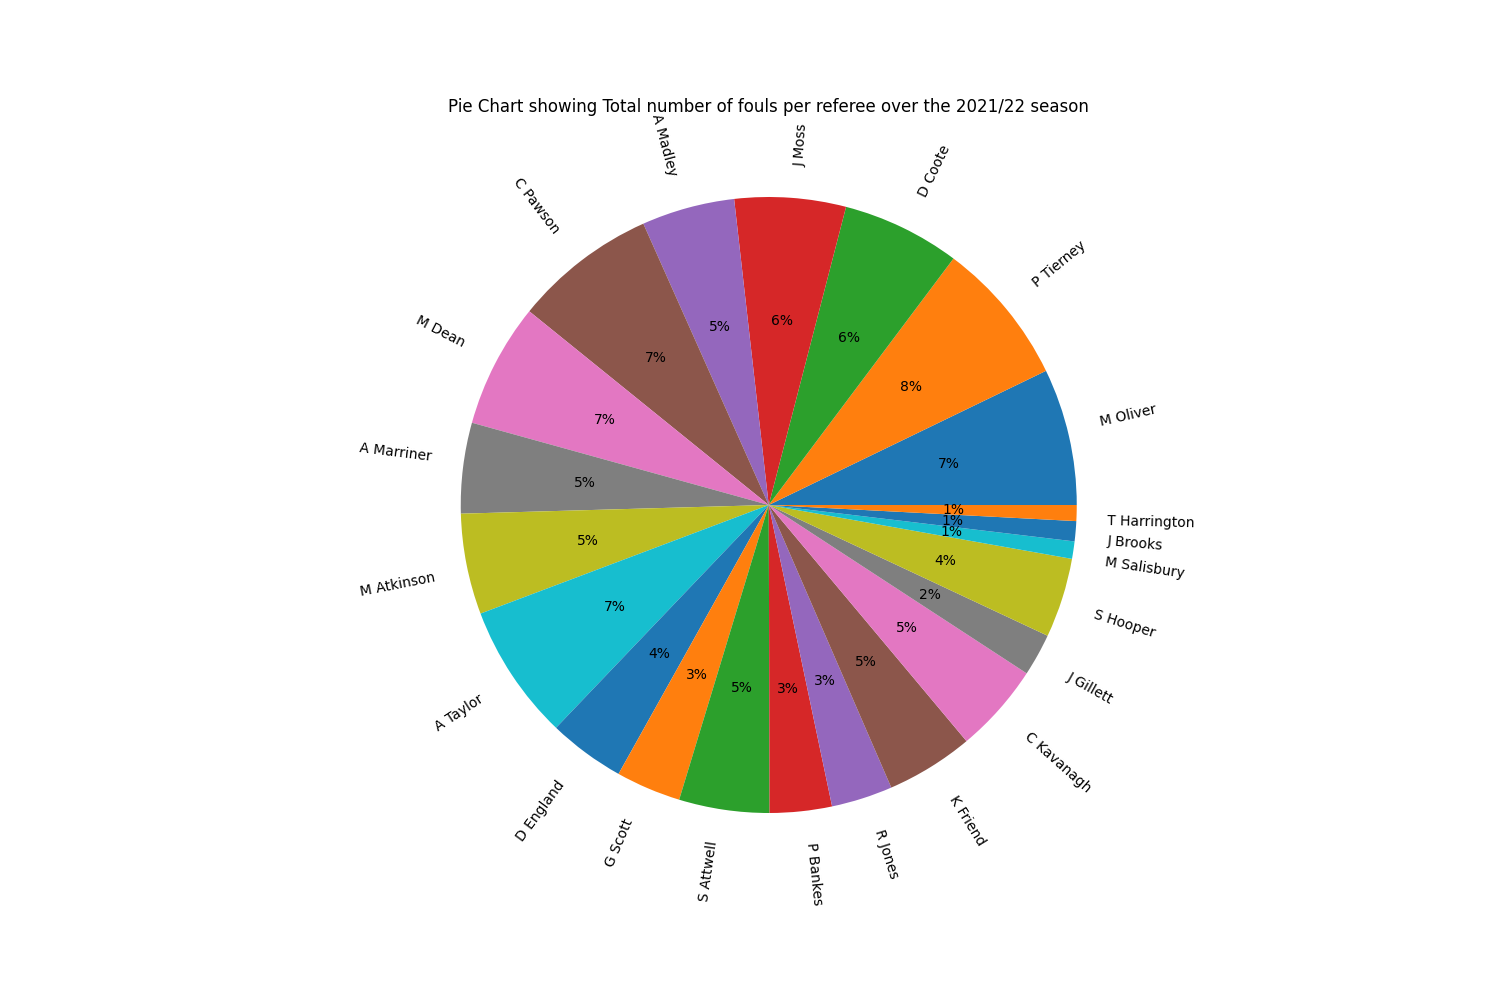 Pie Chart showing Total number of fouls per referee over the 2021/22 season
M Oliver
7%
P Tierney
8%
D Coote
6%
J Moss
6%
A Madley
5%
C Pawson
7%
M Dean
7%
A Marriner
5%
M Atkinson
5%
A Taylor
7%
D England
4%
G Scott
3%
S Attwell
5%
P Bankes
3%
R Jones
3%
K Friend
5%
C Kavanagh
5%
J Gillett
2%
S Hooper
4%
M Salisbury
1%
J Brooks
1%
T Harrington
1%